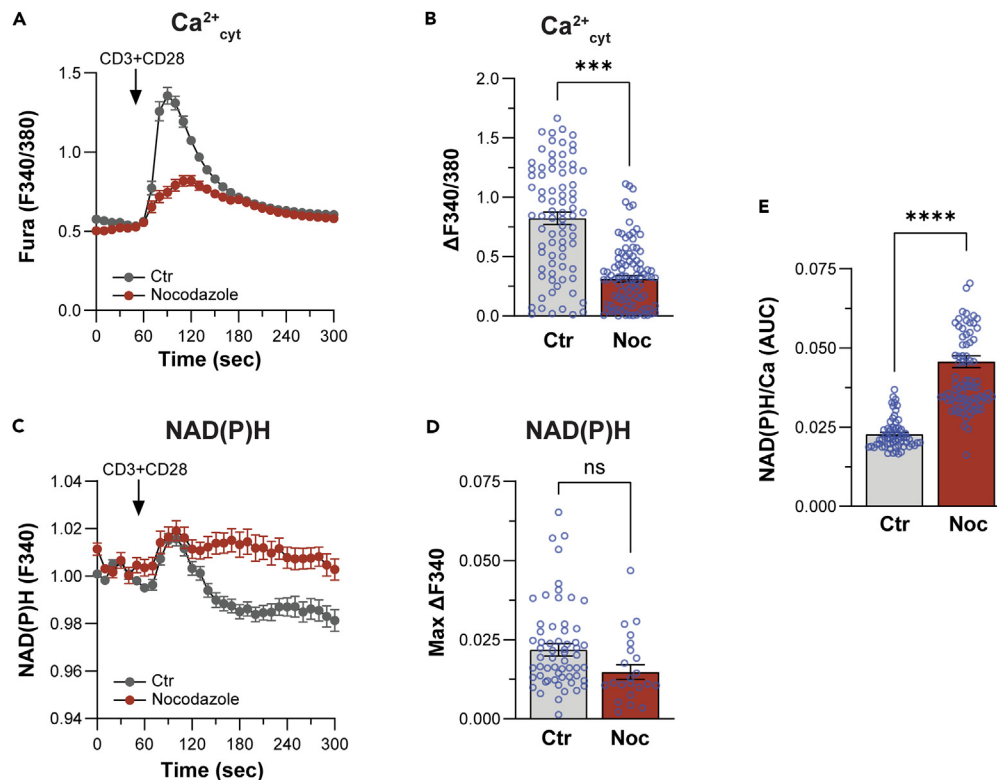 A
Ca²⁺cyt
CD3+CD28
Fura (F340/380)
1.5
1.0
0.5
0.0
Ctr
Nocodazole
0 60 120 180 240 300
Time (sec)
B
Ca²⁺cyt
***
ΔF340/380
2.0
1.5
1.0
0.5
0.0
Ctr Noc
C
NAD(P)H
CD3+CD28
NAD(P)H (F340)
1.04
1.02
1.00
0.98
0.96
0.94
Ctr
Nocodazole
0 60 120 180 240 300
Time (sec)
D
NAD(P)H
ns
Max ΔF340
0.075
0.050
0.025
0.000
Ctr Noc
E
****
NAD(P)H/Ca (AUC)
0.075
0.050
0.025
0.000
Ctr Noc